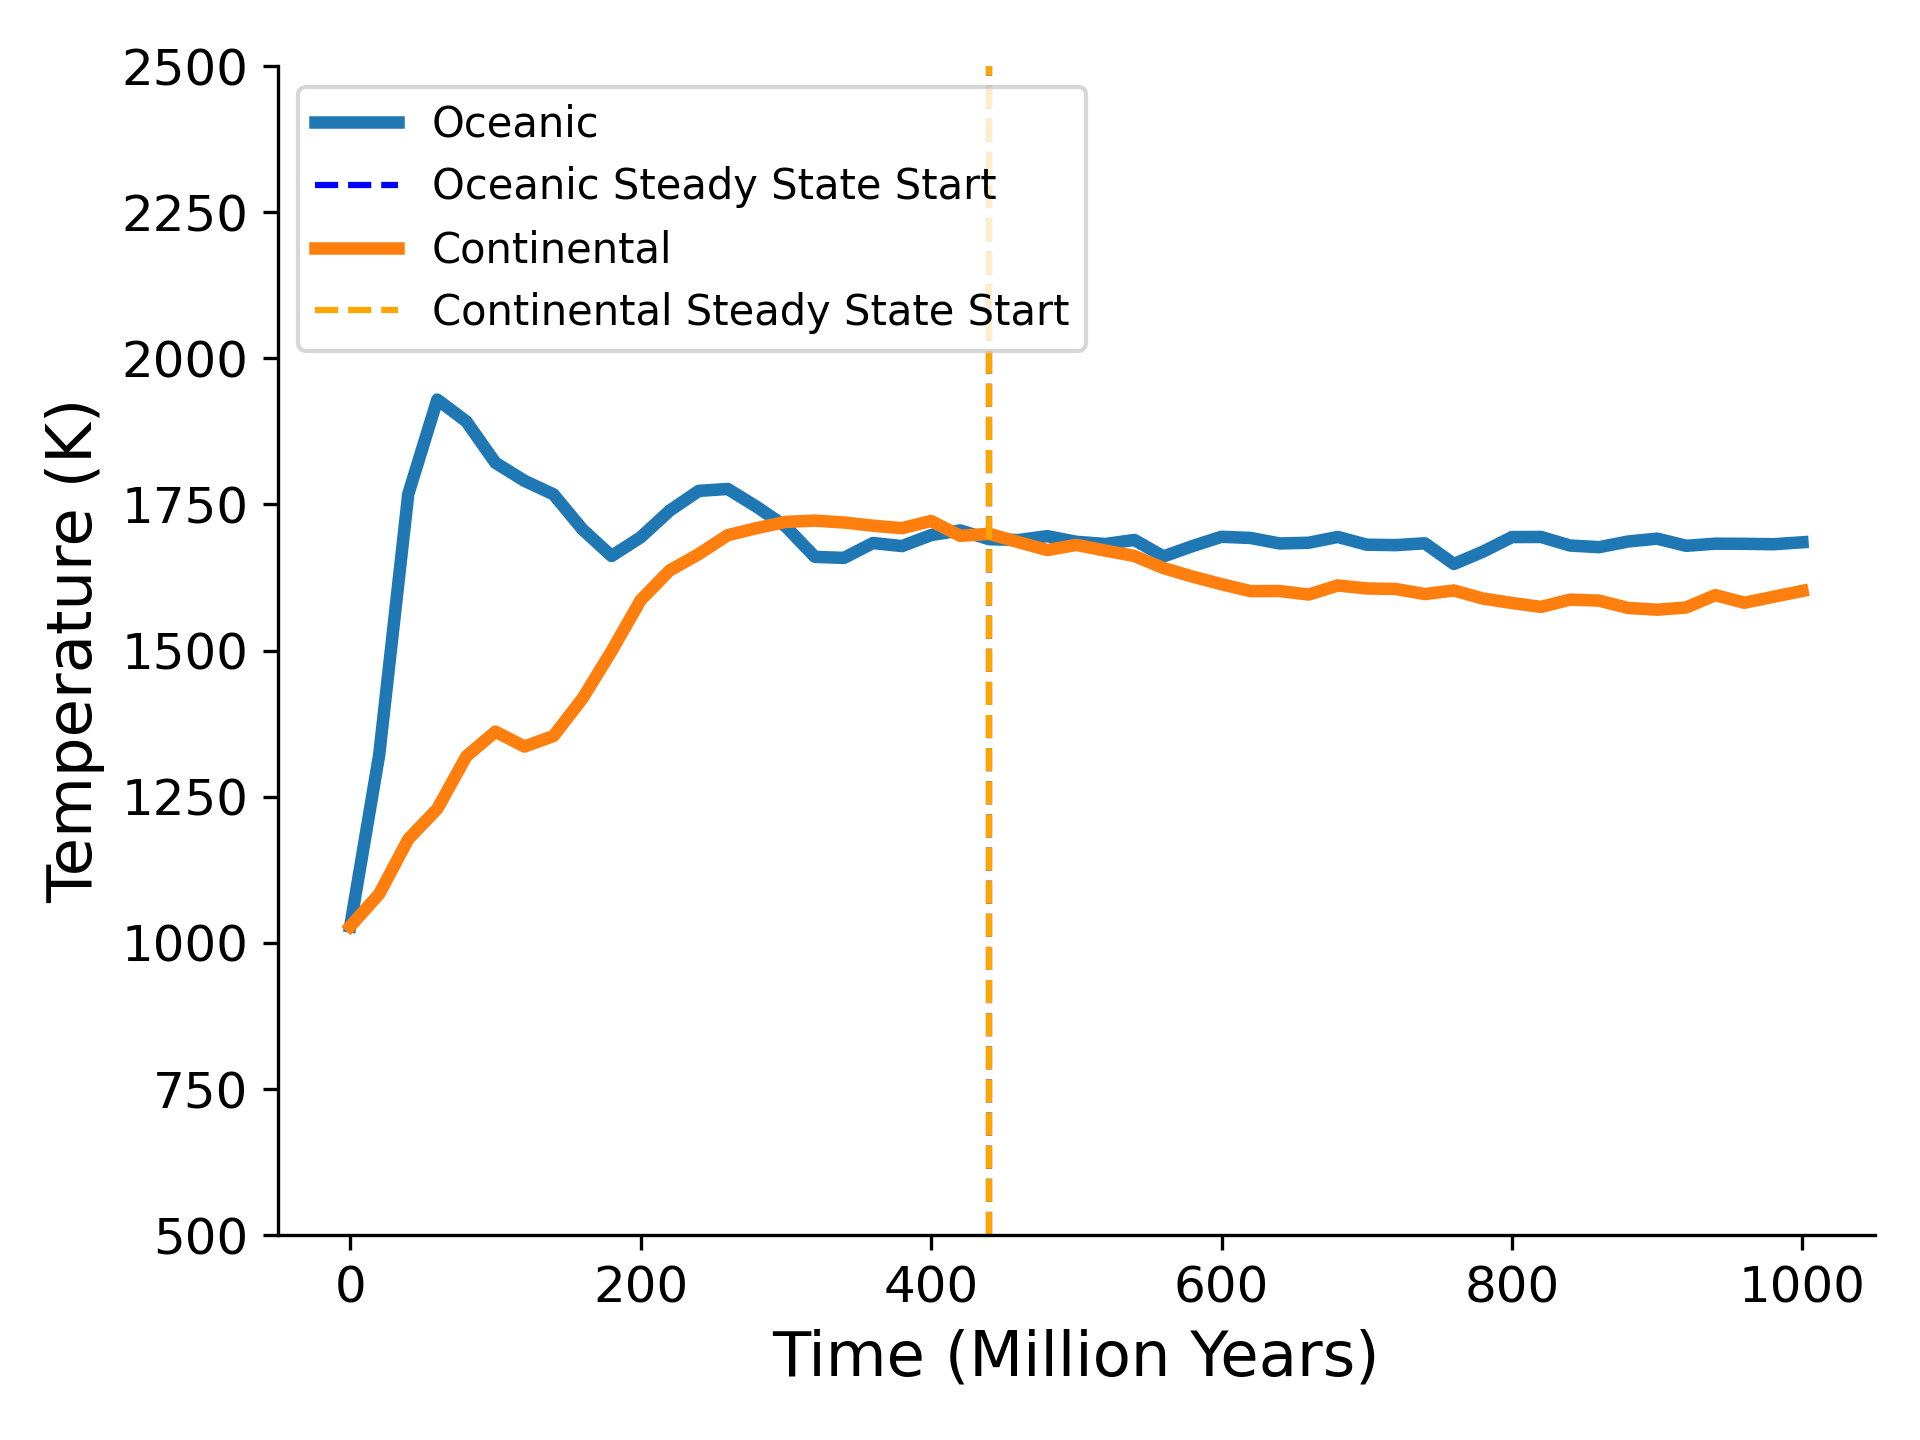 2500
2250
2000
1750
1500
1250
1000
750
500
Temperature (K)
Oceanic
Oceanic Steady State Start
Continental
Continental Steady State Start
0 200 400 600 800 1000
Time (Million Years)